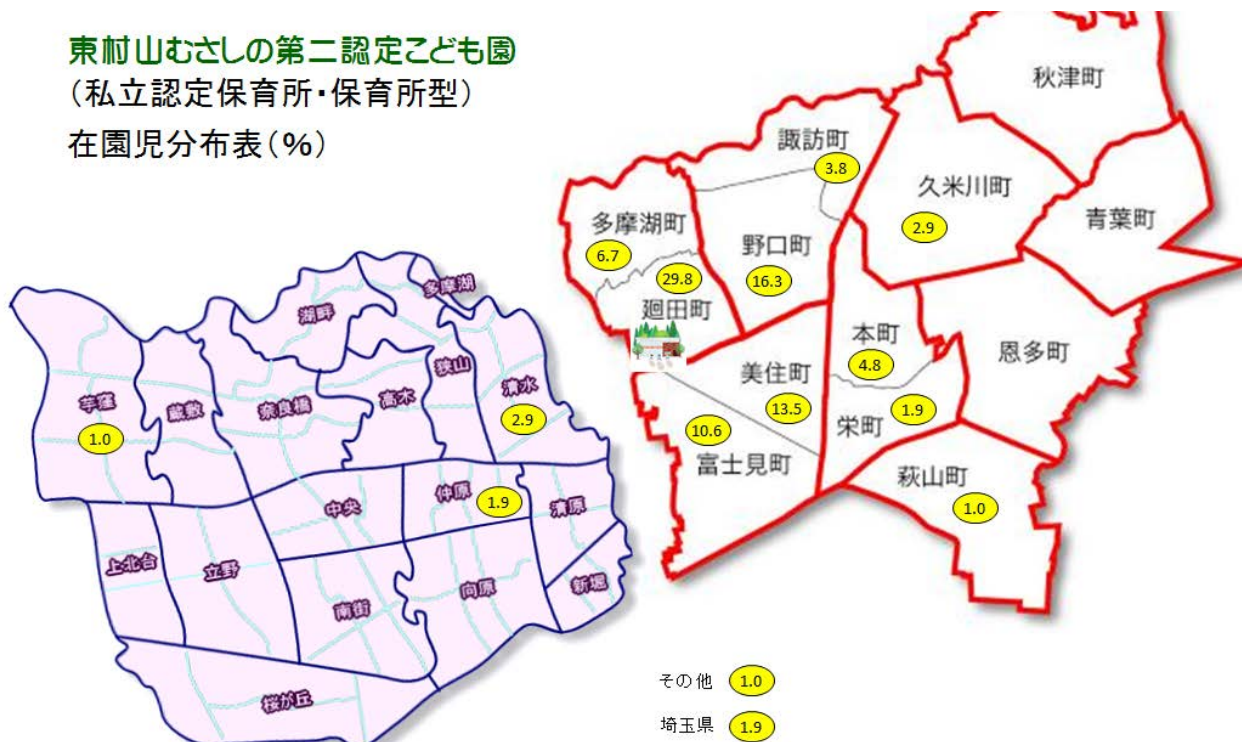 東村山むさしの第二認定こども園
(私立認定保育所・保育所型)
在園児分布表(%)
秋津町
諏訪町
3.8
久米川町
2.9
青葉町
多摩湖町
6.7
野口町
16.3
29.8
廻田町
本町
4.8
恩多町
美住町
13.5
栄町
1.9
10.6
富士見町
萩山町
1.0
多摩湖
湖畔
狭山
清水
2.9
芋窪
1.0
蔵敷
奈良橋
高木
中央
仲原
1.9
清原
上北台
立野
南街
向原
新堀
桜が丘
その他 1.0
埼玉県 1.9